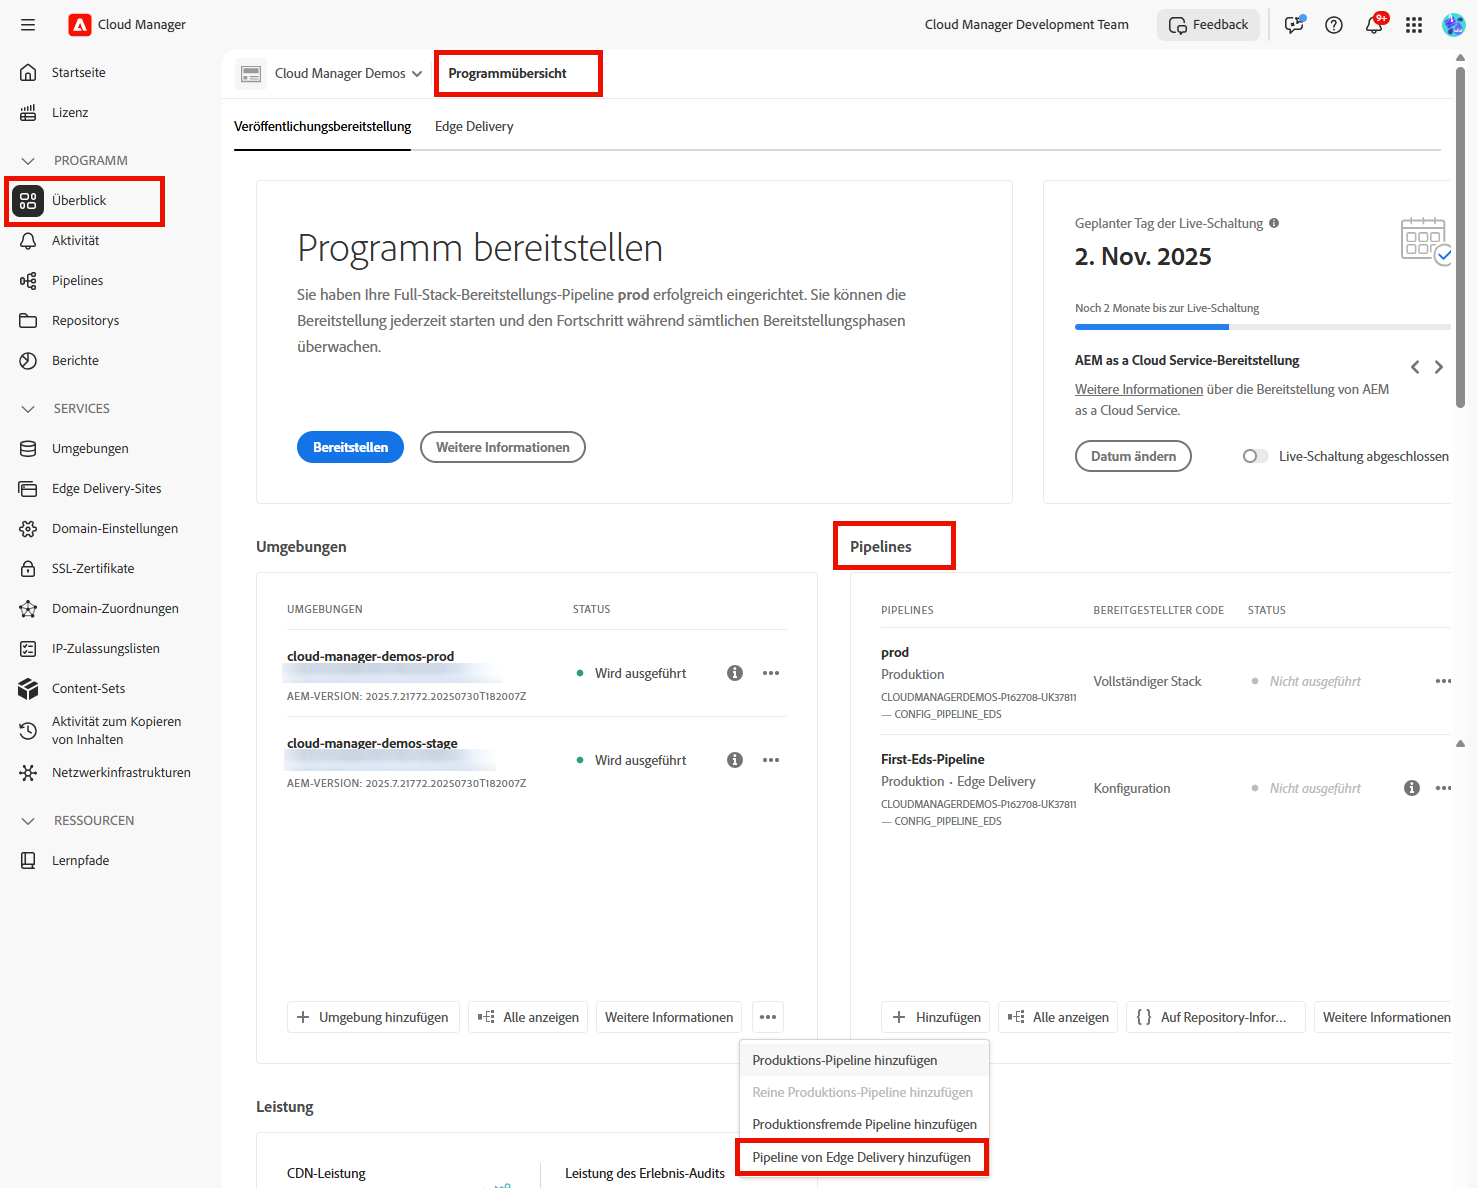 Cloud Manager
Cloud Manager Development Team
Feedback
9+
Startseite
Lizenz
PROGRAMM
Überblick
Aktivität
Pipelines
Repositorys
Berichte
SERVICES
Umgebungen
Edge Delivery-Sites
Domain-Einstellungen
SSL-Zertifikate
Domain-Zuordnungen
IP-Zulassungslisten
Content-Sets
Aktivität zum Kopieren
von Inhalten
Netzwerkinfrastrukturen
RESSOURCEN
Lernpfade
Cloud Manager Demos
Programmübersicht
Veröffentlichungsbereitstellung
Edge Delivery
Programm bereitstellen
Sie haben Ihre Full-Stack-Bereitstellungs-Pipeline prod erfolgreich eingerichtet. Sie können die
Bereitstellung jederzeit starten und den Fortschritt während sämtlichen Bereitstellungsphasen
überwachen.
Bereitstellen
Weitere Informationen
Geplanter Tag der Live-Schaltung
2. Nov. 2025
Noch 2 Monate bis zur Live-Schaltung
AEM as a Cloud Service-Bereitstellung
Weitere Informationen über die Bereitstellung von AEM
as a Cloud Service.
Datum ändern
Live-Schaltung abgeschlossen
Umgebungen
UMGEBUNGEN STATUS
cloud-manager-demos-prod
Wird ausgeführt
AEM-VERSION: 2025.7.21772.20250730T182007Z
cloud-manager-demos-stage
Wird ausgeführt
AEM-VERSION: 2025.7.21772.20250730T182007Z
Umgebung hinzufügen
Alle anzeigen
Weitere Informationen
Pipelines
PIPELINES BEREITGESTELLTER CODE STATUS
prod
Produktion
Vollständiger Stack
Nicht ausgeführt
CLOUDMANAGERDEMOS-P162708-UK37811
— CONFIG_PIPELINE_EDS
First-Eds-Pipeline
Produktion · Edge Delivery
Konfiguration
Nicht ausgeführt
CLOUDMANAGERDEMOS-P162708-UK37811
— CONFIG_PIPELINE_EDS
Hinzufügen
Alle anzeigen
Auf Repository-Infor...
Weitere Informationen
Produktions-Pipeline hinzufügen
Reine Produktions-Pipeline hinzufügen
Produktionsfremde Pipeline hinzufügen
Pipeline von Edge Delivery hinzufügen
Leistung
CDN-Leistung
Leistung des Erlebnis-Audits